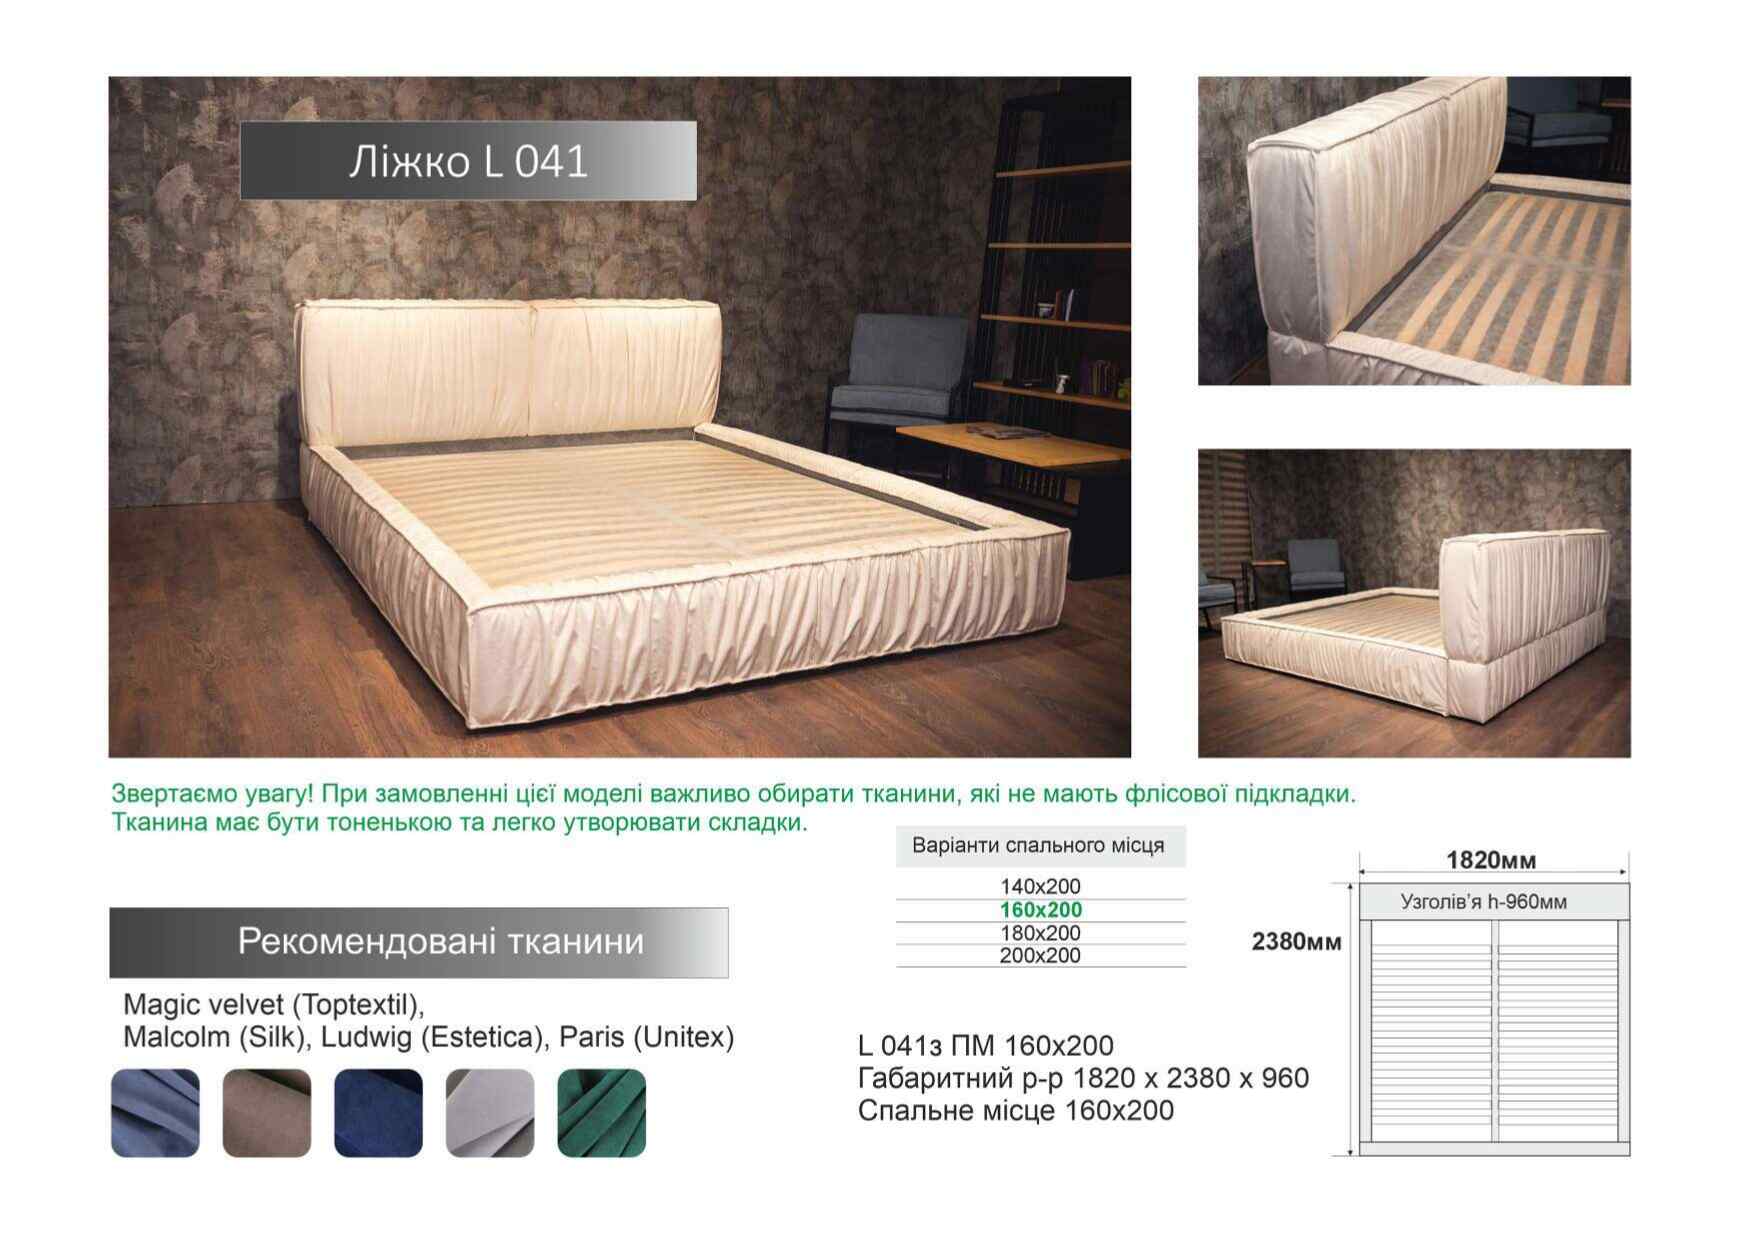 Ліжко L 041
Звертаємо увагу! При замовленні цієї моделі важливо обирати тканини, які не мають флісової підкладки.
Тканина має бути тоненькою та легко утворювати складки.
Варіанти спального місця
140x200
160x200
180x200
200x200
1820мм
Узголів’я h-960мм
2380мм
Рекомендовані тканини
Magic velvet (Toptextil),
Malcolm (Silk), Ludwig (Estetica), Paris (Unitex)
L 041з ПМ 160x200
Габаритний р-р 1820 x 2380 x 960
Спальне місце 160x200